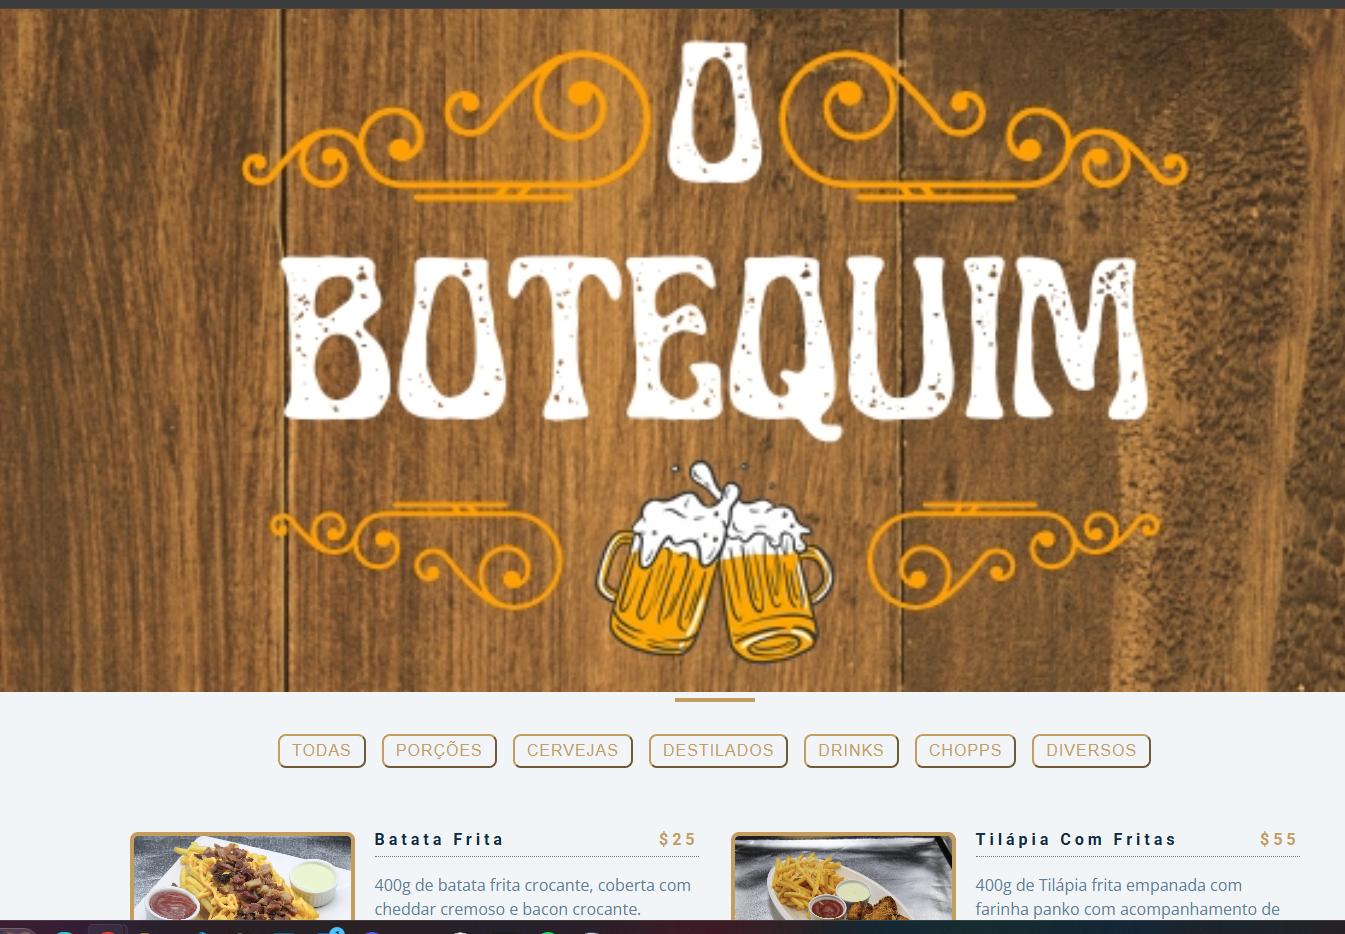 O
BOTEQUIM
TODAS PORÇÕES CERVEJAS DESTILADOS DRINKS CHOPPS DIVERSOS
Batata Frita $25
400g de batata frita crocante, coberta com
cheddar cremoso e bacon crocante.
Tilápia Com Fritas $55
400g de Tilápia frita empanada com
farinha panko com acompanhamento de